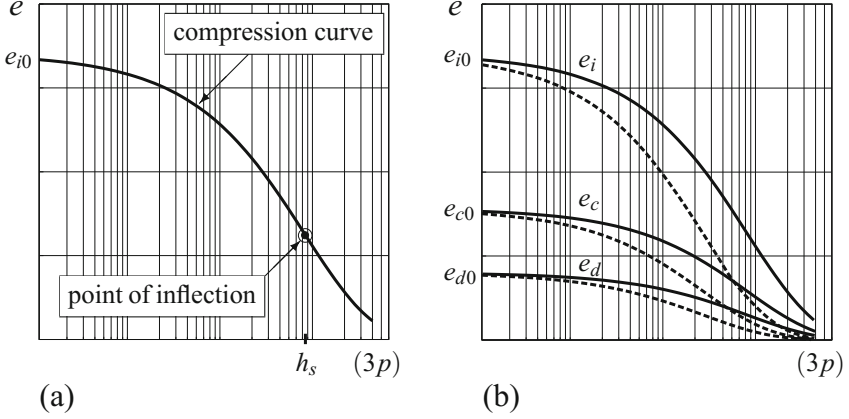 e
e_{i0}
compression curve
point of inflection
h_s
(3p)
(a)
e
e_{i0}
e_i
e_{c0}
e_c
e_{d0}
e_d
(3p)
(b)